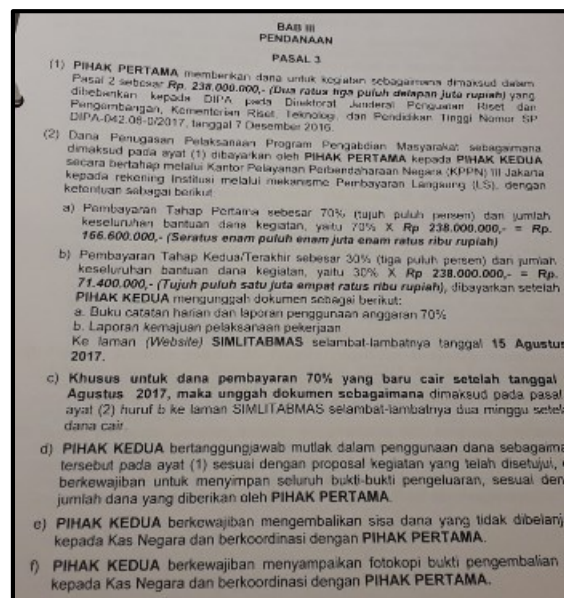 BAB III
PENDANAAN
PASAL 3
(1) PIHAK PERTAMA memberikan dana untuk kegiatan sebagaimana dimaksud dalam
Pasal 2 sebesar Rp. 238.000.000,- (Dua ratus tiga puluh delapan juta rupiah) yang
dibebankan kepada DIPA pada Direktorat Jenderal Penguatan Riset dan
Pengembangan, Kementerian Riset, Teknologi, dan Pendidikan Tinggi Nomor SP
DIPA-042.06-0/2017, tanggal 7 Desember 2016.
(2) Dana Penugasan Pelaksanaan Program Pengabdian Masyarakat sebagaimana
dimaksud pada ayat (1) dibayarkan oleh PIHAK PERTAMA kepada PIHAK KEDUA
secara bertahap melalui Kantor Pelayanan Perbendaharaan Negara (KPPN) III Jakarta
kepada rekening Institusi melalui mekanisme Pembayaran Langsung (LS), dengan
ketentuan sebagai berikut:
a) Pembayaran Tahap Pertama sebesar 70% (tujuh puluh persen) dari jumlah
keseluruhan bantuan dana kegiatan, yaitu 70% X Rp 238.000.000,- = Rp.
166.600.000,- (Seratus enam puluh enam juta enam ratus ribu rupiah)
b) Pembayaran Tahap Kedua/Terakhir sebesar 30% (tiga puluh persen) dari jumlah
keseluruhan bantuan dana kegiatan, yaitu 30% X Rp 238.000.000,- = Rp.
71.400.000,- (Tujuh puluh satu juta empat ratus ribu rupiah), dibayarkan setelah
PIHAK KEDUA mengunggah dokumen sebagai berikut:
a. Buku catatan harian dan laporan penggunaan anggaran 70%
b. Laporan kemajuan pelaksanaan pekerjaan
Ke laman (Website) SIMLITABMAS selambat-lambatnya tanggal 15 Agustus
2017.
c) Khusus untuk dana pembayaran 70% yang baru cair setelah tanggal
Agustus 2017, maka unggah dokumen sebagaimana dimaksud pada pasal
ayat (2) huruf b ke laman SIMLITABMAS selambat-lambatnya dua minggu setel
dana cair.
d) PIHAK KEDUA bertanggungjawab mutlak dalam penggunaan dana sebagaima
tersebut pada ayat (1) sesuai dengan proposal kegiatan yang telah disetujui,
berkewajiban untuk menyimpan seluruh bukti-bukti pengeluaran, sesuai den
jumlah dana yang diberikan oleh PIHAK PERTAMA.
e) PIHAK KEDUA berkewajiban mengembalikan sisa dana yang tidak dibelanj
kepada Kas Negara dan berkoordinasi dengan PIHAK PERTAMA.
f) PIHAK KEDUA berkewajiban menyampaikan fotokopi bukti pengembalian
kepada Kas Negara dan berkoordinasi dengan PIHAK PERTAMA.